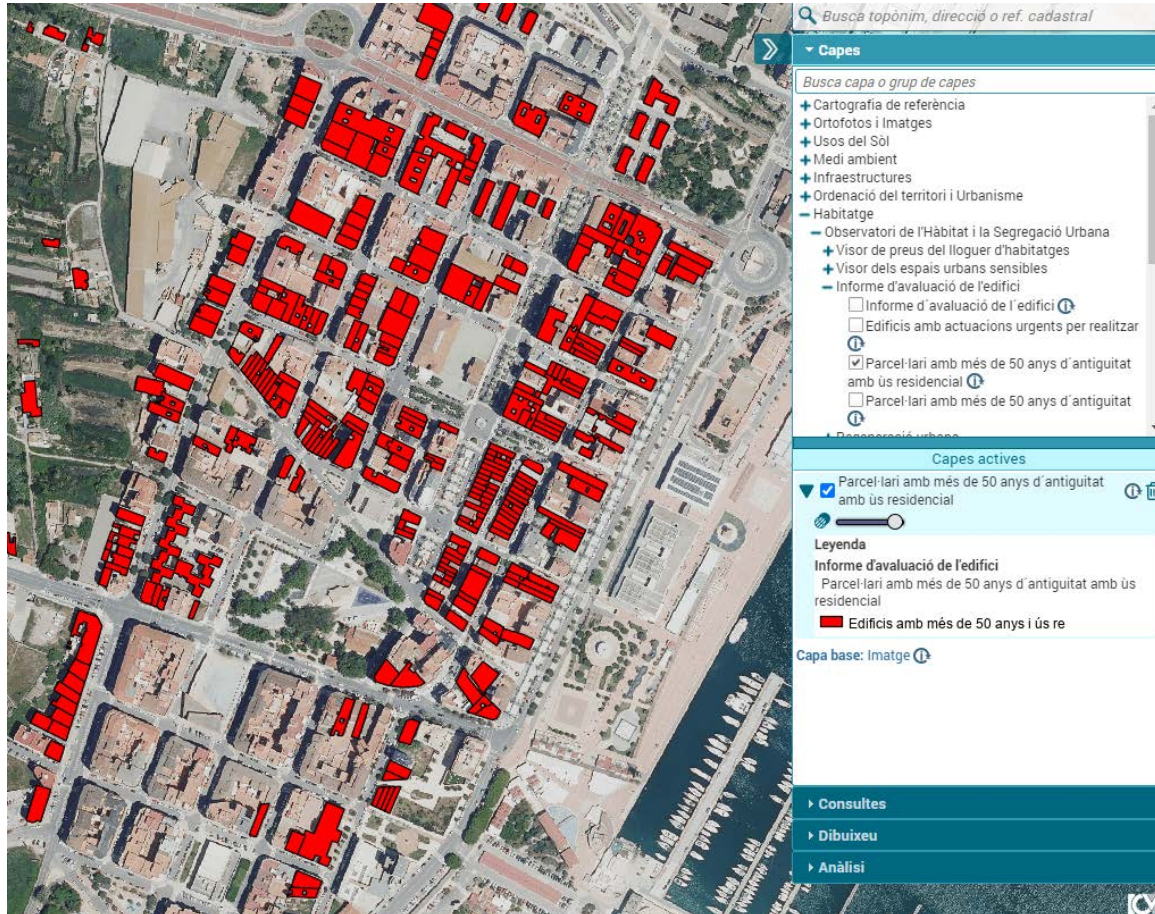 Busca topònim, direcció o ref. cadastral
Capes
Busca capa o grup de capes
Cartografia de referència
Ortofotos i Imatges
Usos del Sòl
Medi ambient
Infraestructures
Ordenació del territori i Urbanisme
Habitatge
Observatori de l'Hàbitat i la Segregació Urbana
Visor de preus del lloguer d'habitatges
Visor dels espais urbans sensibles
Informe d'avaluació de l'edifici
Informe d´avaluació de l´edifici
Edificis amb actuacions urgents per realitzar
Parcel·lari amb més de 50 anys d´antiguitat
amb ùs residencial
Parcel·lari amb més de 50 anys d´antiguitat
Regeneració urbana
Capes actives
Parcel·lari amb més de 50 anys d´antiguitat
amb ùs residencial
Leyenda
Informe d'avaluació de l'edifici
Parcel·lari amb més de 50 anys d´antiguitat amb ùs
residencial
Edificis amb més de 50 anys i ús re
Capa base: Imatge
Consultes
Dibuixeu
Anàlisi